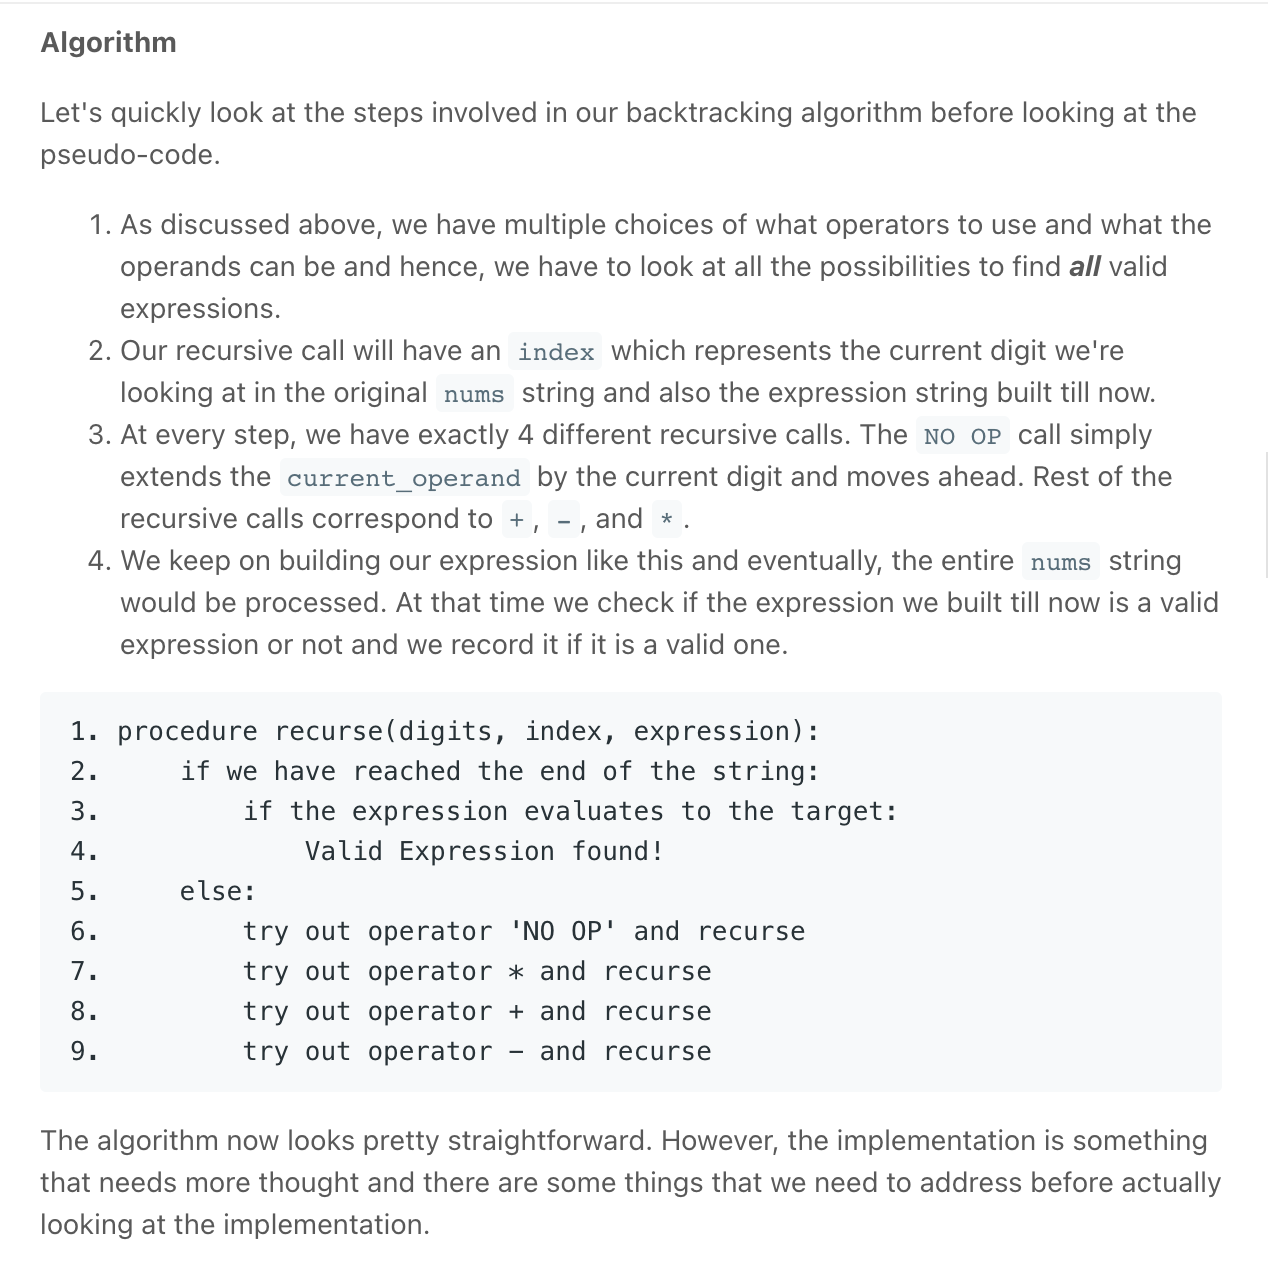 Algorithm
Let's quickly look at the steps involved in our backtracking algorithm before looking at the
pseudo-code.
1. As discussed above, we have multiple choices of what operators to use and what the
operands can be and hence, we have to look at all the possibilities to find all valid
expressions.
2. Our recursive call will have an index which represents the current digit we're
looking at in the original nums string and also the expression string built till now.
3. At every step, we have exactly 4 different recursive calls. The NO OP call simply
extends the current_operand by the current digit and moves ahead. Rest of the
recursive calls correspond to + , - , and * .
4. We keep on building our expression like this and eventually, the entire nums string
would be processed. At that time we check if the expression we built till now is a valid
expression or not and we record it if it is a valid one.
1. procedure recurse(digits, index, expression):
2.     if we have reached the end of the string:
3.         if the expression evaluates to the target:
4.             Valid Expression found!
5.     else:
6.         try out operator 'NO OP' and recurse
7.         try out operator * and recurse
8.         try out operator + and recurse
9.         try out operator - and recurse
The algorithm now looks pretty straightforward. However, the implementation is something
that needs more thought and there are some things that we need to address before actually
looking at the implementation.